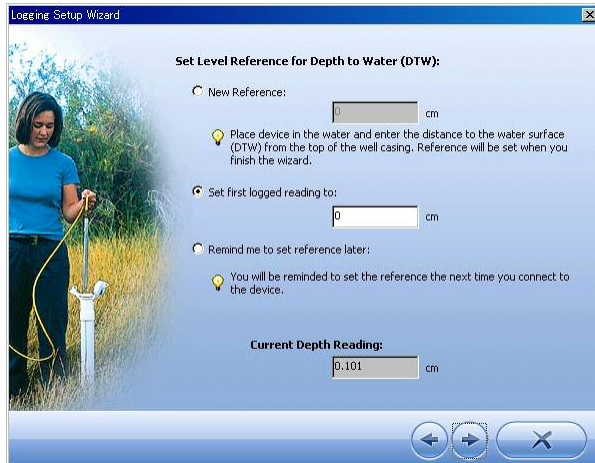 Logging Setup Wizard
Set Level Reference for Depth to Water (DTW):
New Reference:
0 cm
Place device in the water and enter the distance to the water surface
(DTW) from the top of the well casing. Reference will be set when you
finish the wizard.
Set first logged reading to:
0 cm
Remind me to set reference later:
You will be reminded to set the reference the next time you connect to
the device.
Current Depth Reading:
0.101 cm